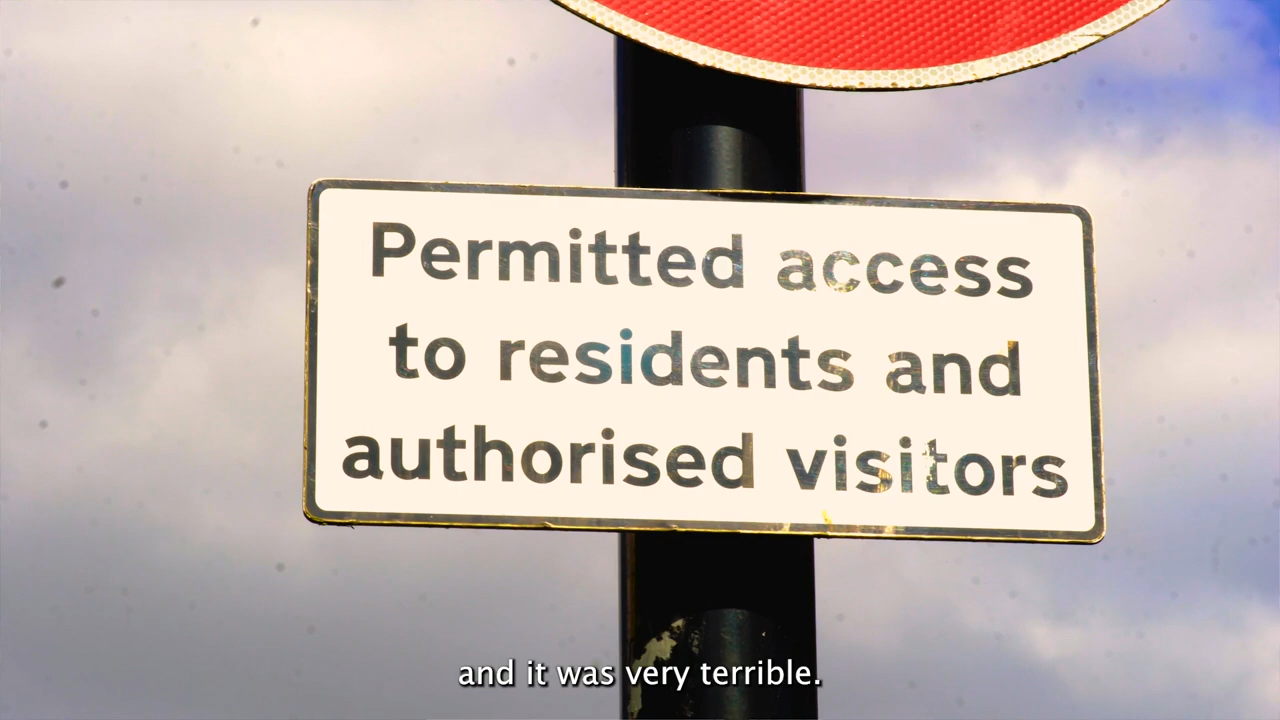 Permitted access
to residents and
authorised visitors
and it was very terrible.